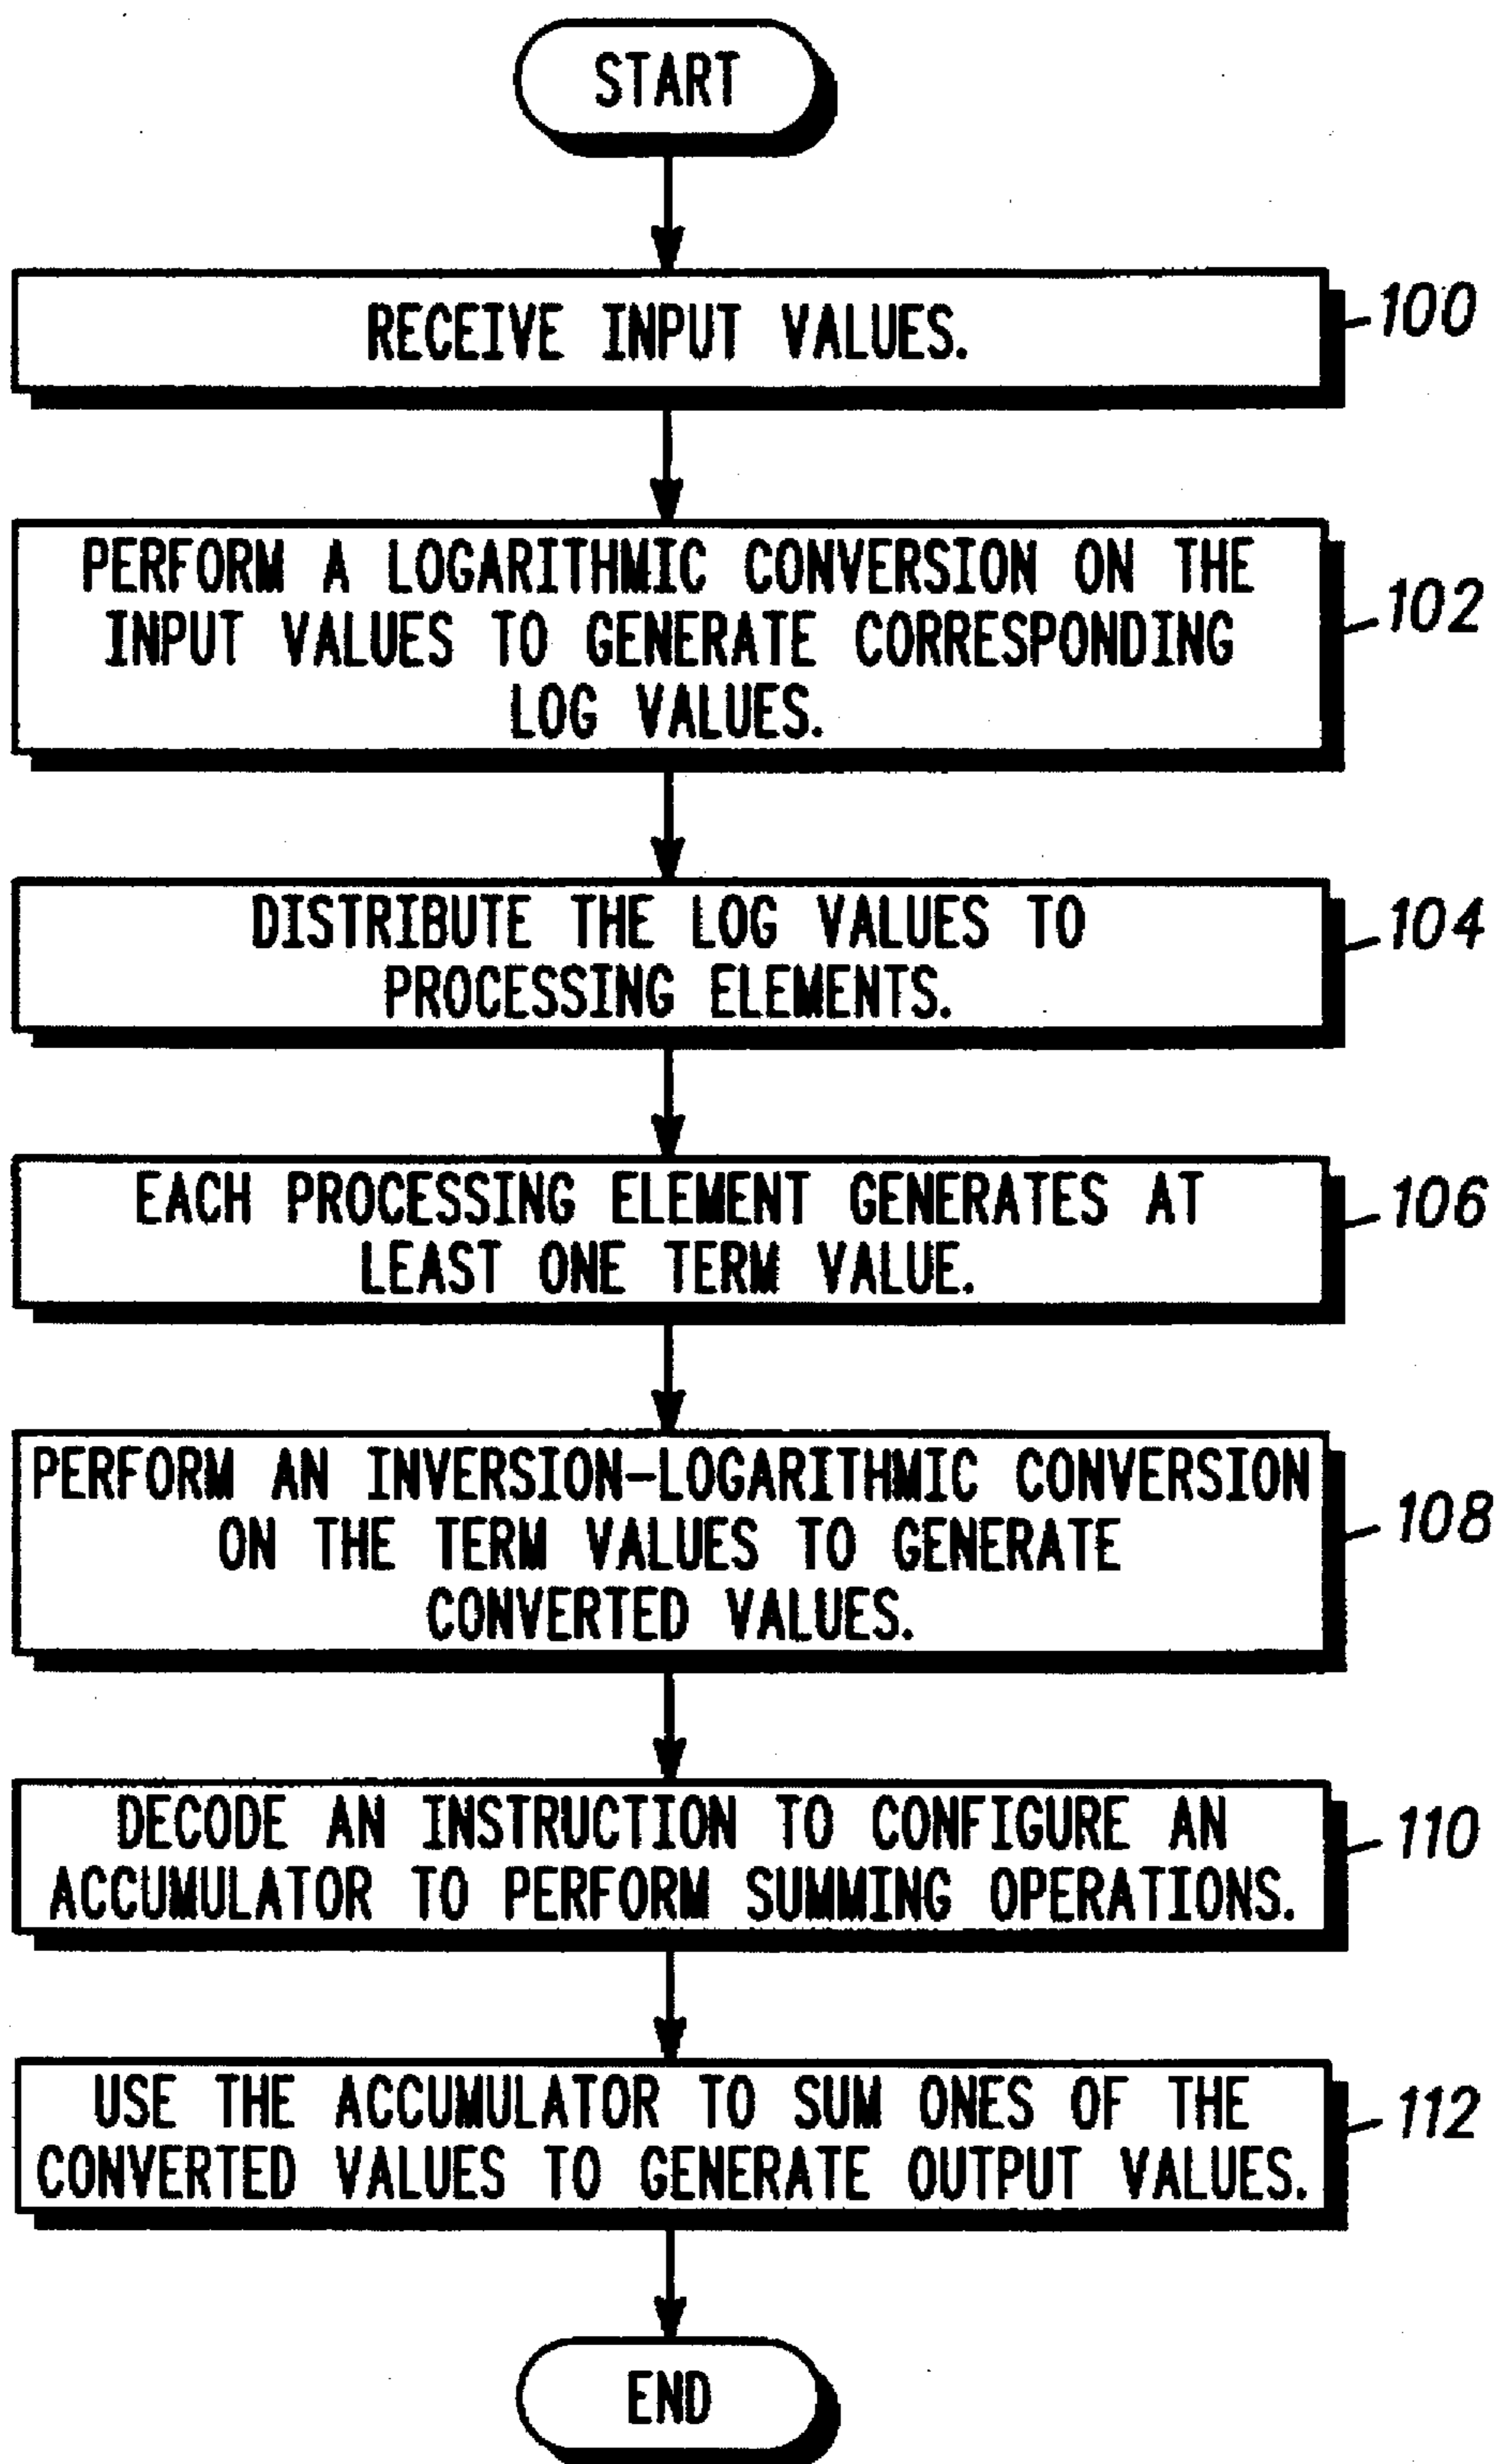 START
RECEIVE INPUT VALUES.
100
PERFORM A LOGARITHMIC CONVERSION ON THE
INPUT VALUES TO GENERATE CORRESPONDING
LOG VALUES.
102
DISTRIBUTE THE LOG VALUES TO
PROCESSING ELEMENTS.
104
EACH PROCESSING ELEMENT GENERATES AT
LEAST ONE TERM VALUE.
106
PERFORM AN INVERSION-LOGARITHMIC CONVERSION
ON THE TERM VALUES TO GENERATE
CONVERTED VALUES.
108
DECODE AN INSTRUCTION TO CONFIGURE AN
ACCUMULATOR TO PERFORM SUMMING OPERATIONS.
110
USE THE ACCUMULATOR TO SUM ONES OF THE
CONVERTED VALUES TO GENERATE OUTPUT VALUES.
112
END